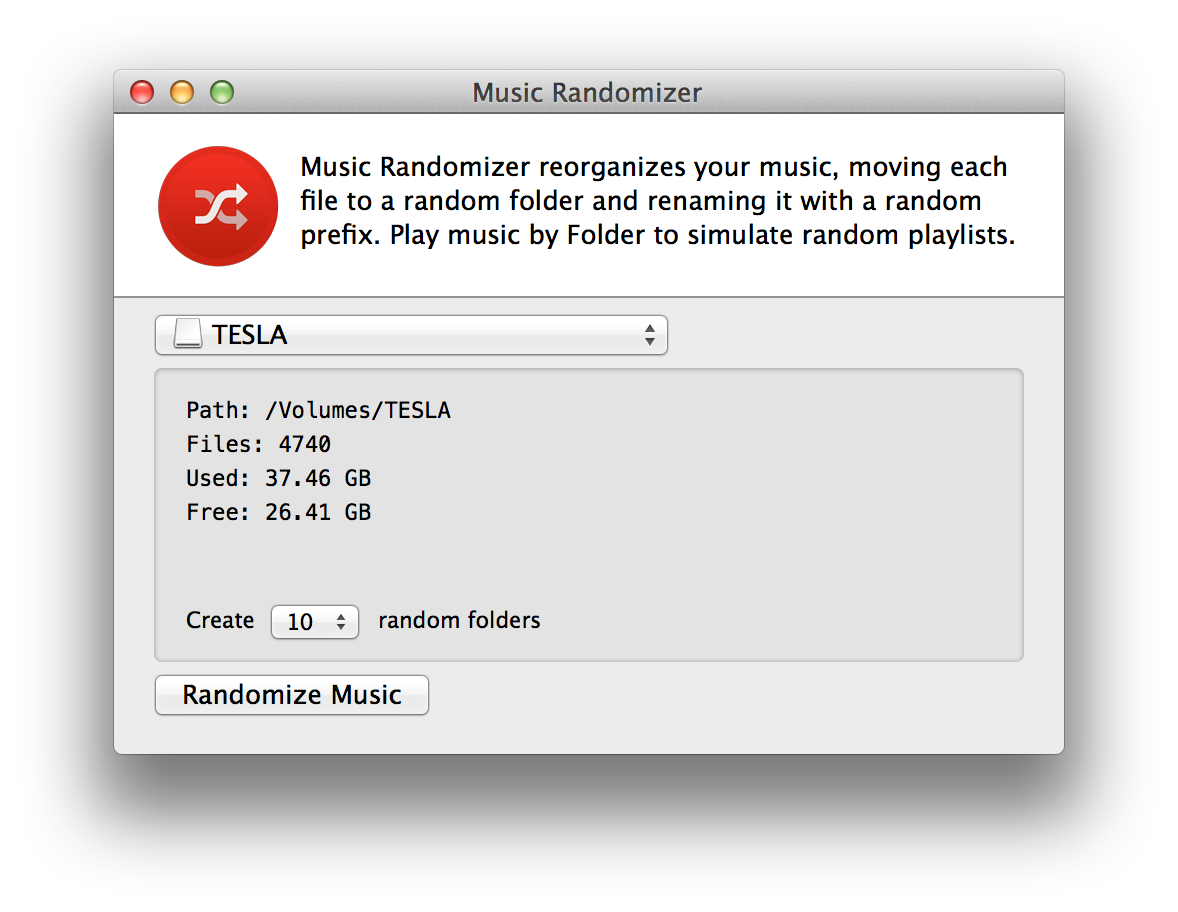 Music Randomizer
Music Randomizer reorganizes your music, moving each
file to a random folder and renaming it with a random
prefix. Play music by Folder to simulate random playlists.
TESLA
Path: /Volumes/TESLA
Files: 4740
Used: 37.46 GB
Free: 26.41 GB
Create 10 random folders
Randomize Music